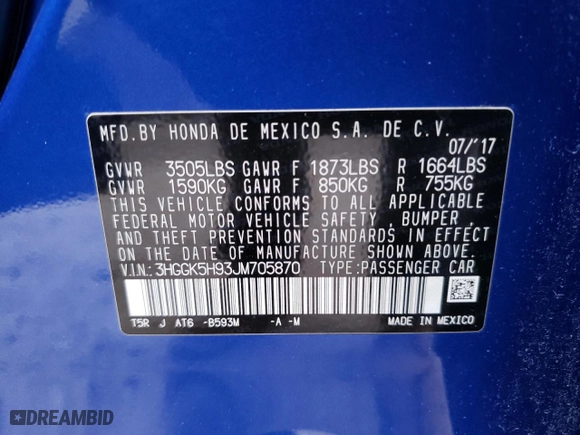 MFD. BY HONDA DE MEXICO S.A. DE C.V.
07/'17
GVWR 3505LBS GAWR F 1873LBS R 1664LBS
GVWR 1590KG GAWR F 850KG R 755KG
THIS VEHICLE CONFORMS TO ALL APPLICABLE
FEDERAL MOTOR VEHICLE SAFETY, BUMPER,
AND THEFT PREVENTION STANDARDS IN EFFECT
ON THE DATE OF MANUFACTURE SHOWN ABOVE.
V.I.N.:3HGGK5H93JM705870 TYPE:PASSENGER CAR
T5R J AT6 -B593M -A -M MADE IN MEXICO
DREAMBID